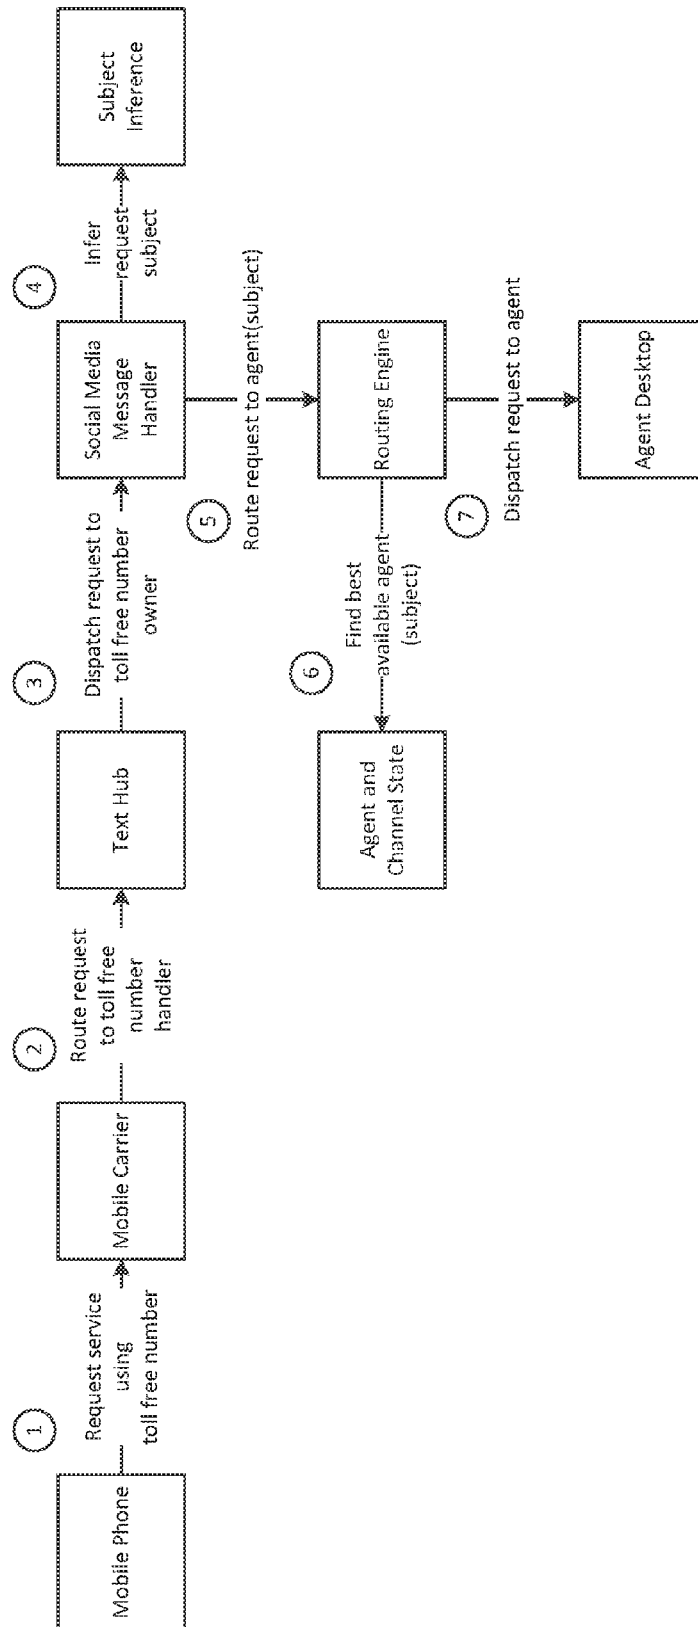 1
Request service
using
toll free number
Mobile Phone
2
Route request
to toll free
number
handler
Mobile Carrier
3
Dispatch request to
toll free number
owner
Text Hub
4
Infer
request
subject
Social Media
Message
Handler
Subject
Inference
5
Route request to agent(subject)
6
Find best
available agent
(subject)
Agent and
Channel State
Routing Engine
7
Dispatch request to agent
Agent Desktop